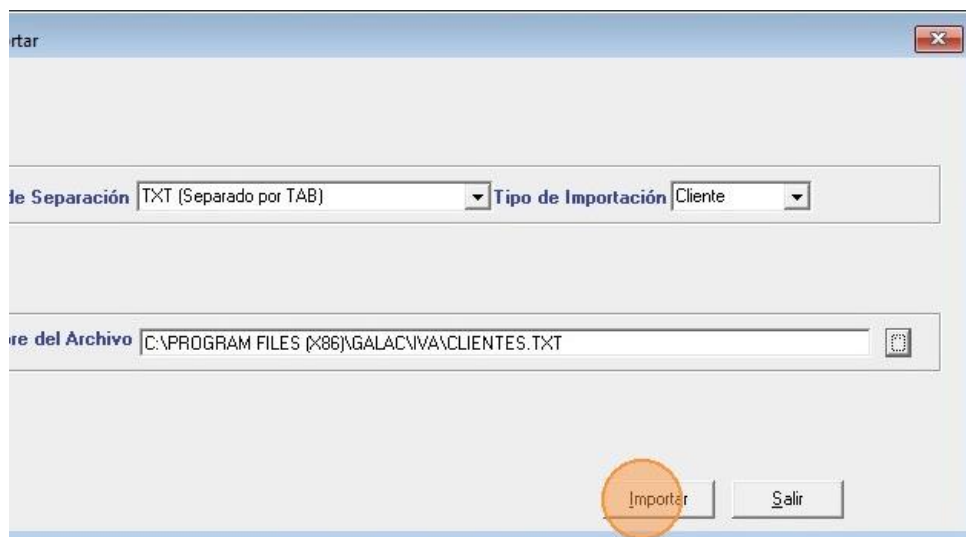 rtar
de Separación TXT (Separado por TAB) Tipo de Importación Cliente
re del Archivo C:\PROGRAM FILES (X86)\GALAC\IVA\CLIENTES.TXT
Importar Salir